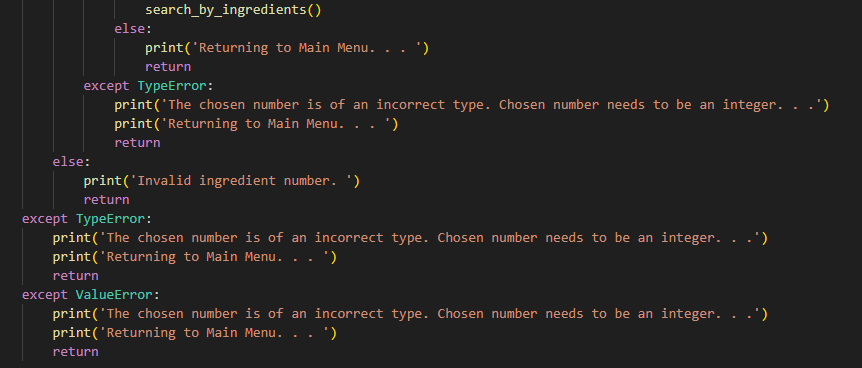 search_by_ingredients()
else:
print('Returning to Main Menu. . . ')
return
except TypeError:
print('The chosen number is of an incorrect type. Chosen number needs to be an integer. . .')
print('Returning to Main Menu. . . ')
return
else:
print('Invalid ingredient number. ')
return
except TypeError:
print('The chosen number is of an incorrect type. Chosen number needs to be an integer. . .')
print('Returning to Main Menu. . . ')
return
except ValueError:
print('The chosen number is of an incorrect type. Chosen number needs to be an integer. . .')
print('Returning to Main Menu. . . ')
return